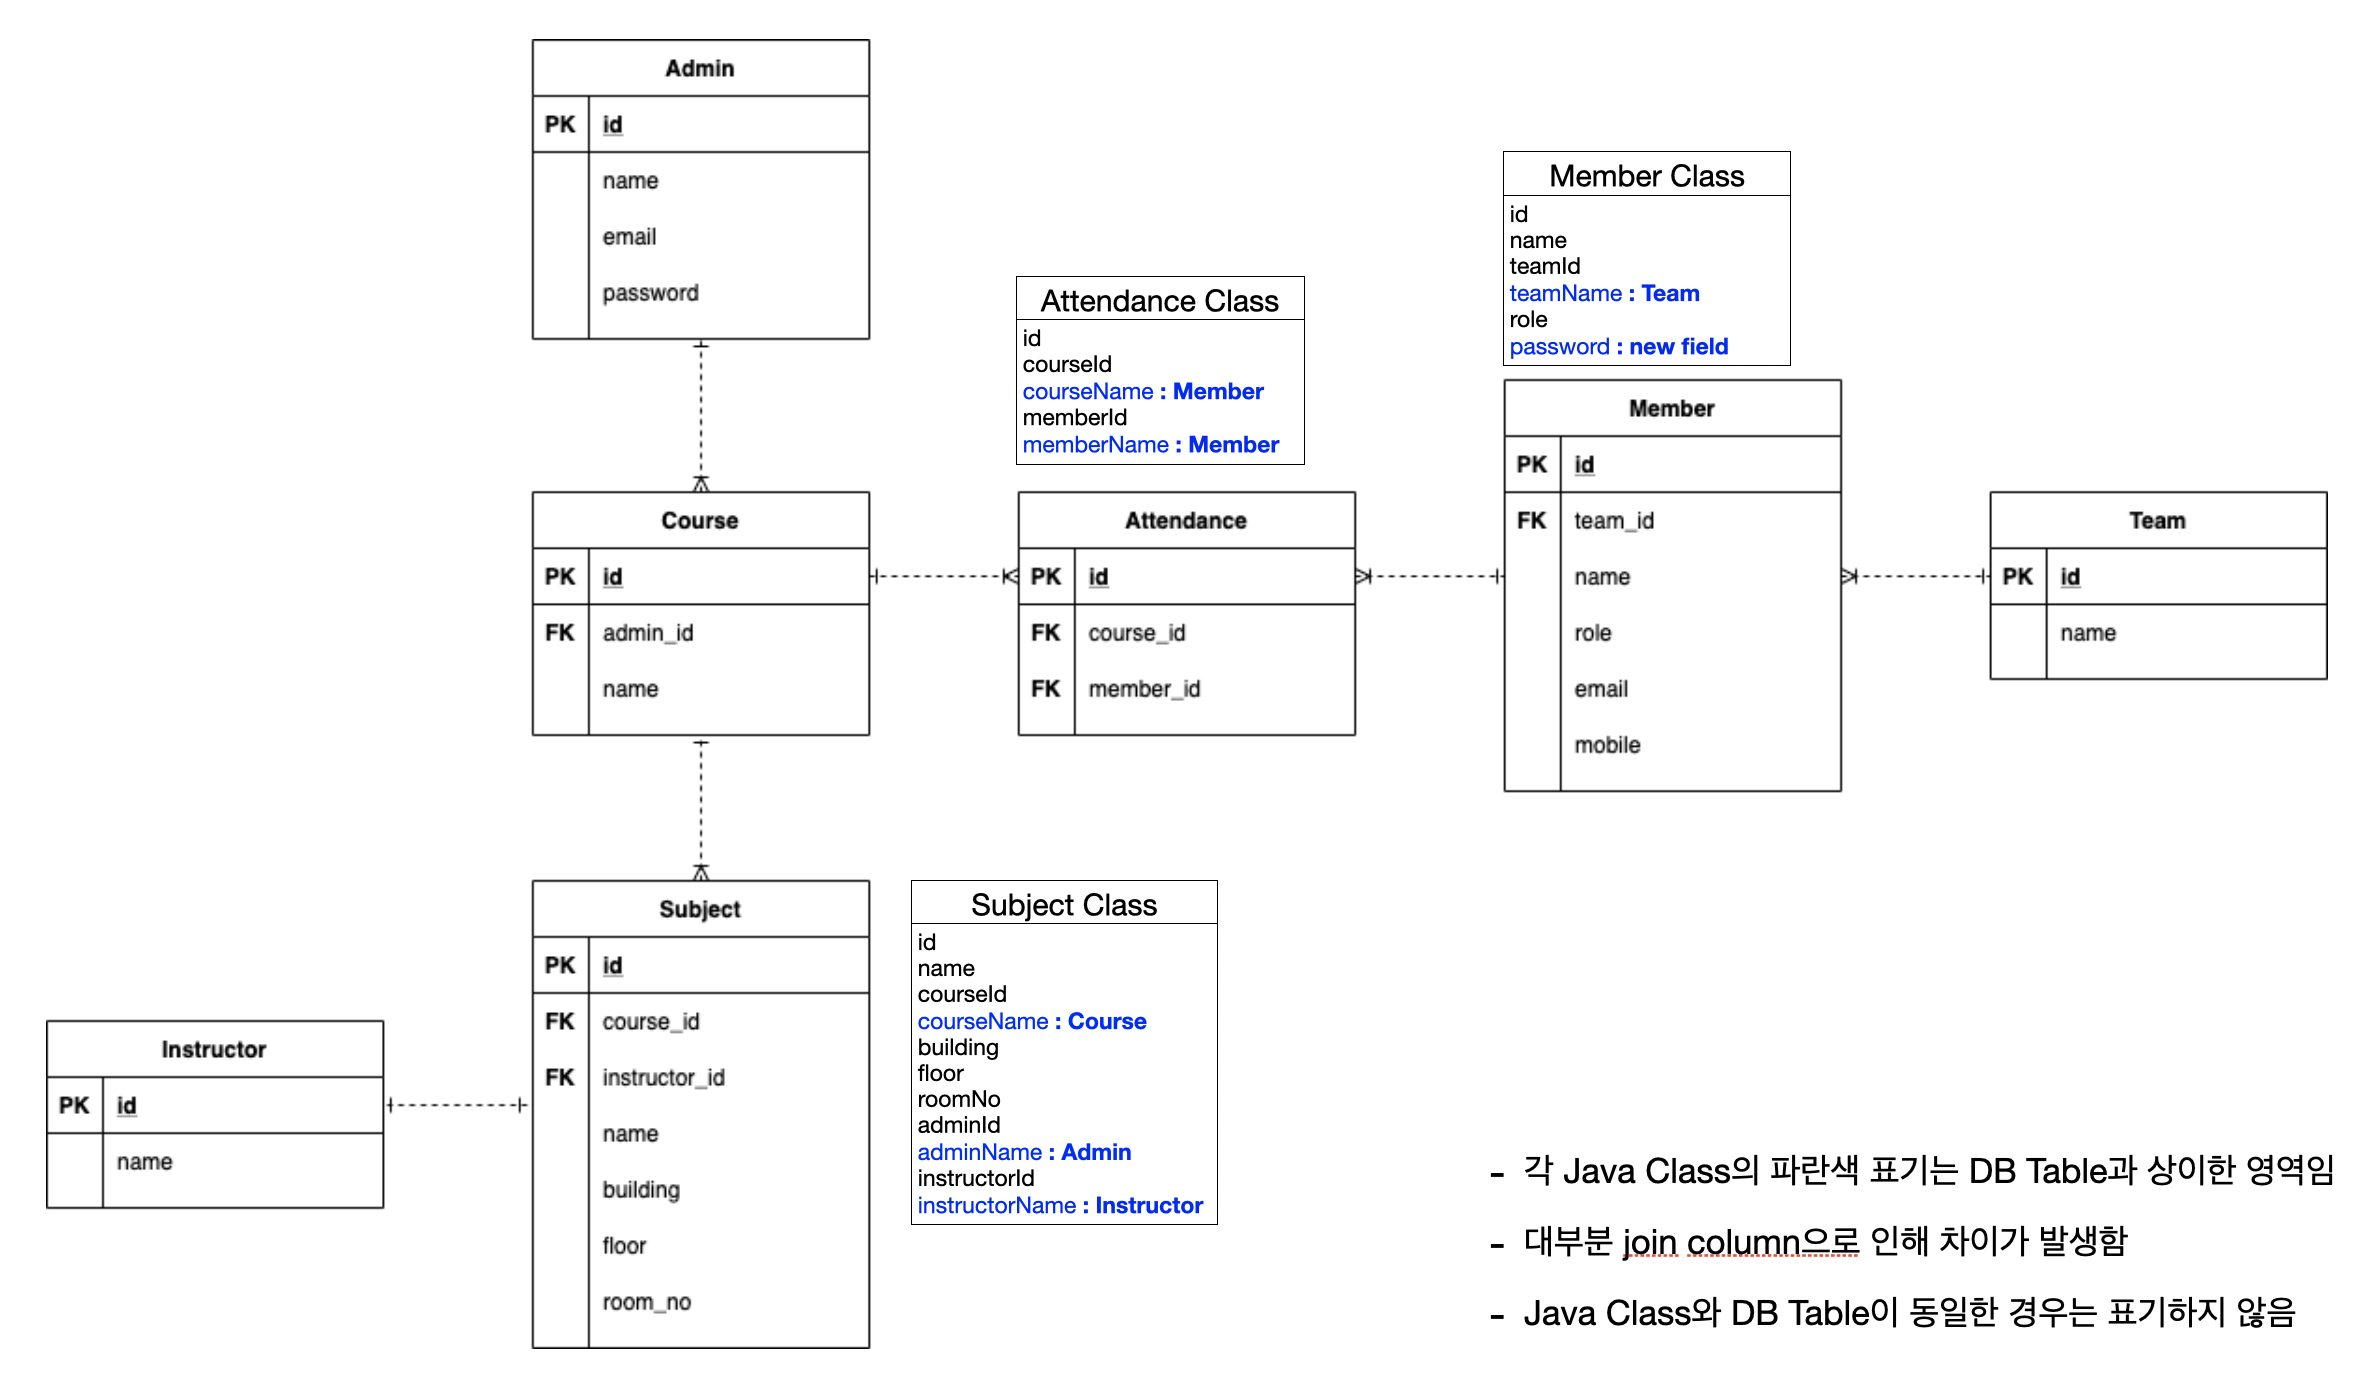 Admin
PK id
name
email
password
Member Class
id
name
teamId
teamName : Team
role
password : new field
Attendance Class
id
courseId
courseName : Member
memberId
memberName : Member
Course
PK id
FK admin_id
name
Attendance
PK id
FK course_id
FK member_id
Member
PK id
FK team_id
name
role
email
mobile
Team
PK id
name
Subject
PK id
FK course_id
FK instructor_id
name
building
floor
room_no
Subject Class
id
name
courseId
courseName : Course
building
floor
roomNo
adminId
adminName : Admin
instructorId
instructorName : Instructor
Instructor
PK id
name
- 각 Java Class의 파란색 표기는 DB Table과 상이한 영역임
- 대부분 join column으로 인해 차이가 발생함
- Java Class와 DB Table이 동일한 경우는 표기하지 않음